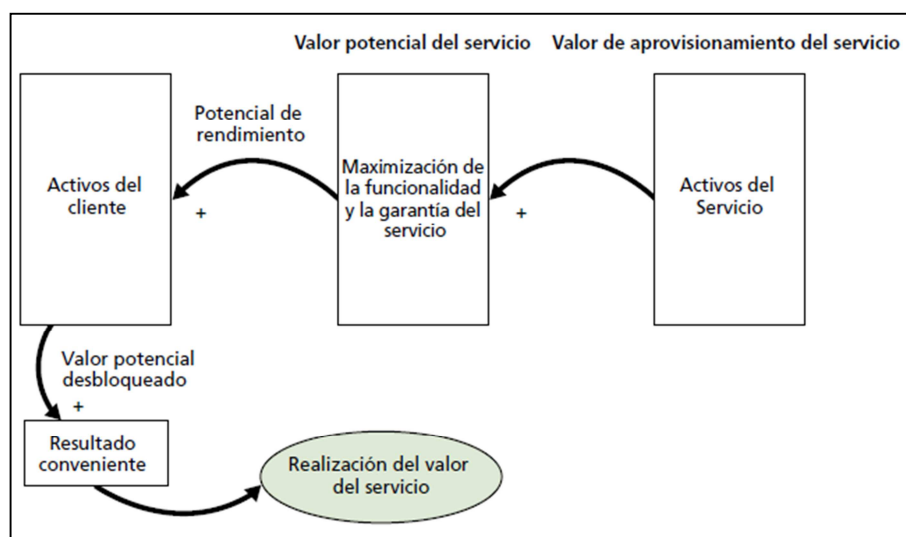 Valor potencial del servicio
Valor de aprovisionamiento del servicio
Potencial de
rendimiento
Activos del
cliente
+
Maximización de
la funcionalidad
y la garantía del
servicio
+
Activos del
Servicio
Valor potencial
desbloqueado
+
Resultado
conveniente
Realización del valor
del servicio